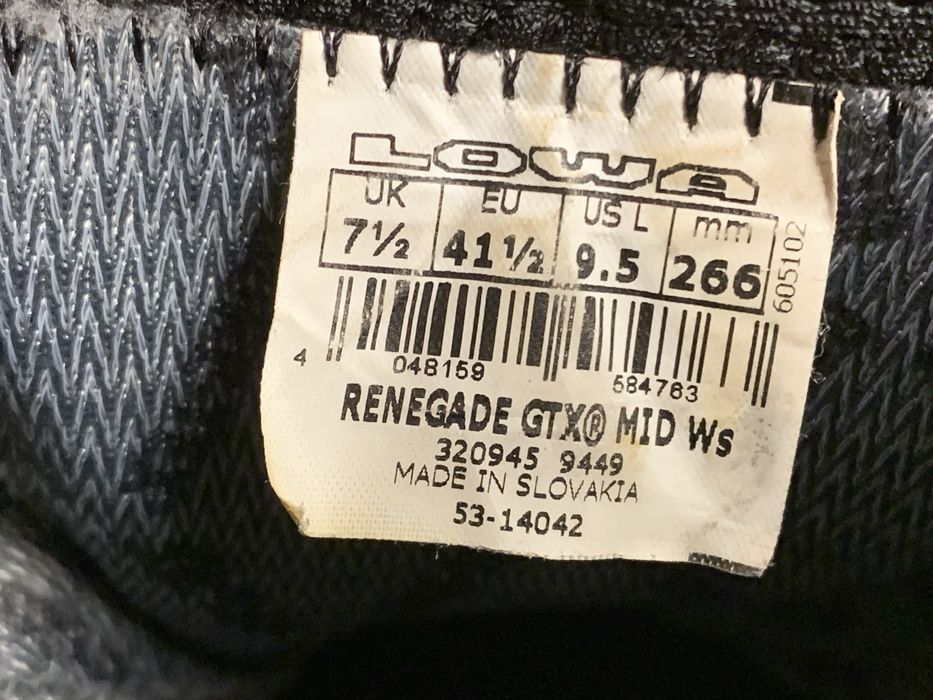 LOWA
UK EU US L mm
7½ 41½ 9.5 266
605102
4 048159 584763
RENEGADE GTX® MID Ws
320945 9449
MADE IN SLOVAKIA
53-14042